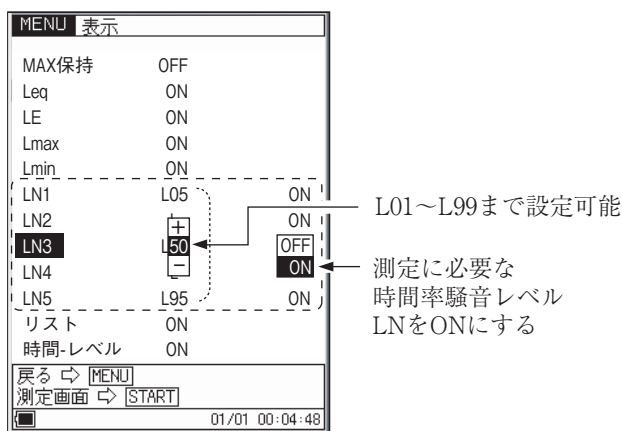 MENU 表示
MAX保持 OFF
Leq ON
LE ON
Lmax ON
Lmin ON
LN1 L05 ON
LN2 + ON
LN3 L50 OFF
LN4 − ON
LN5 L95 ON
リスト ON
時間-レベル ON
戻る ⇨ MENU
測定画面 ⇨ START
01/01 00:04:48
L01～L99まで設定可能
測定に必要な
時間率騒音レベル
LNをONにする